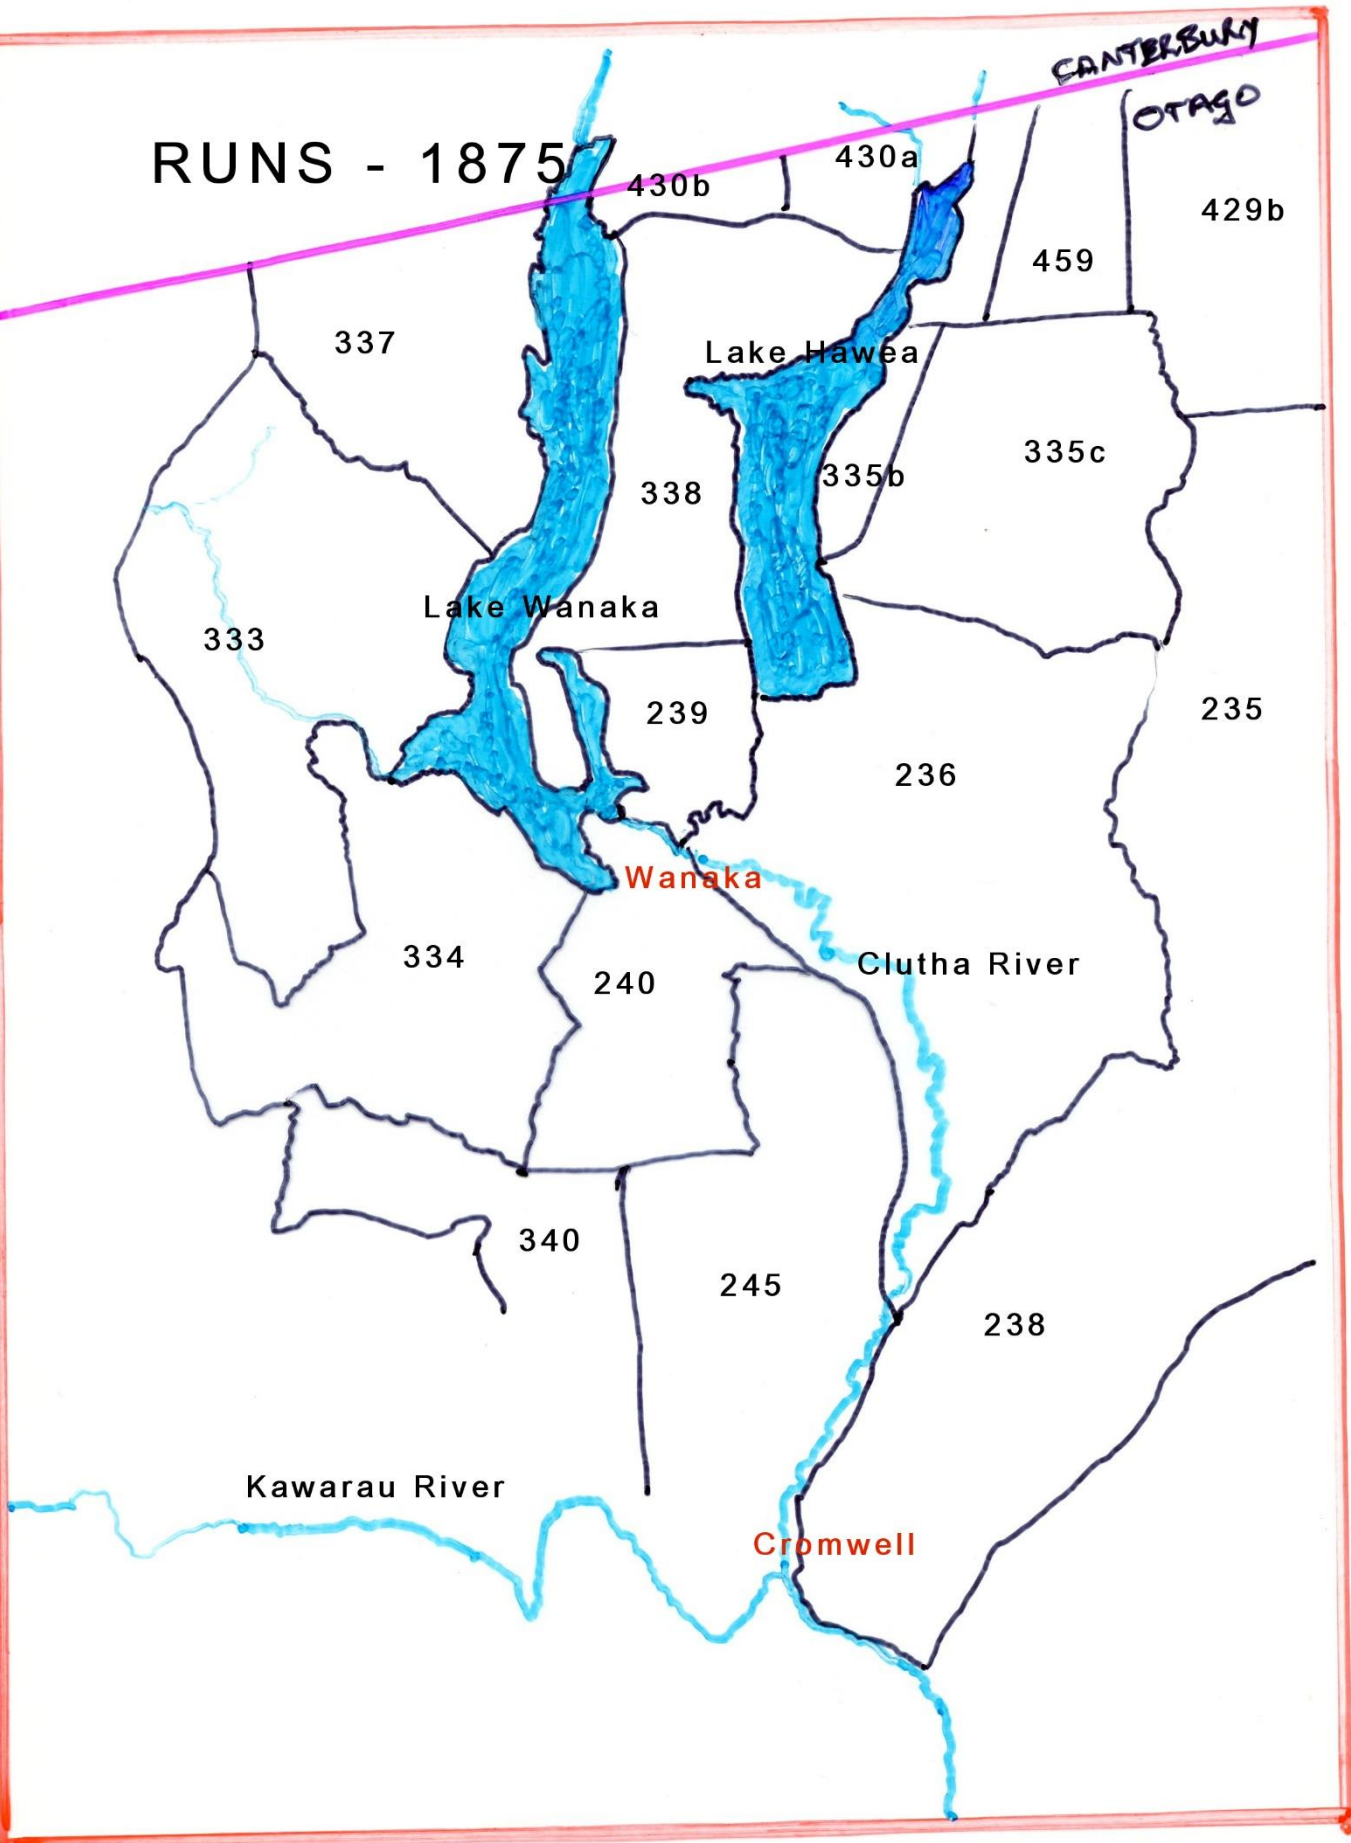 CANTERBURY
OTAGO
RUNS - 1875
430b
430a
429b
459
337
Lake Hawea
338
335b
335c
Lake Wanaka
333
239
235
236
Wanaka
334
240
Clutha River
340
245
238
Kawarau River
Cromwell